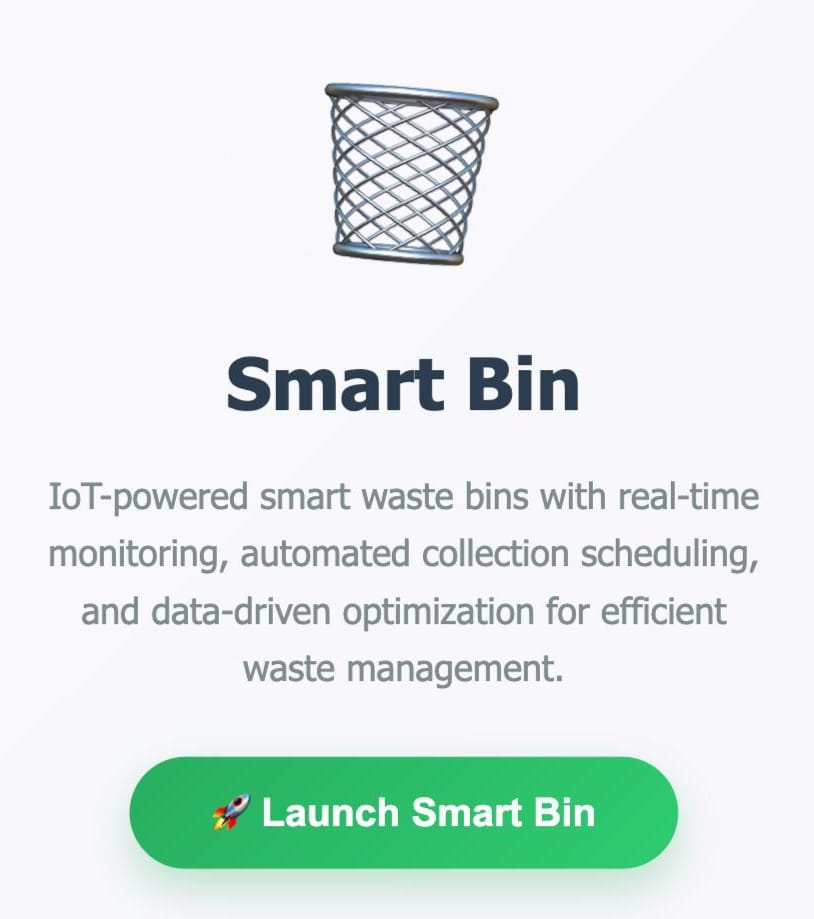 Smart Bin
IoT-powered smart waste bins with real-time
monitoring, automated collection scheduling,
and data-driven optimization for efficient
waste management.
🚀 Launch Smart Bin